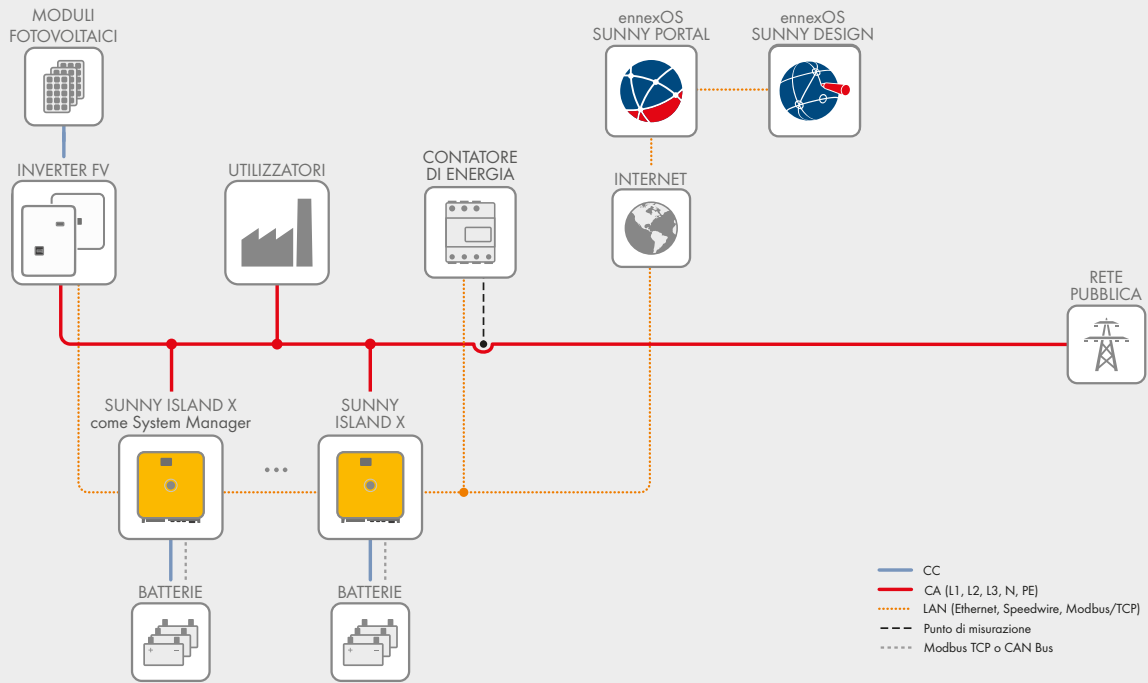 MODULI
FOTOVOLTAICI
ennexOS
SUNNY PORTAL
ennexOS
SUNNY DESIGN
INVERTER FV
UTILIZZATORI
CONTATORE
DI ENERGIA
INTERNET
RETE
PUBBLICA
SUNNY ISLAND X
come System Manager
SUNNY
ISLAND X
...
BATTERIE
BATTERIE
CC
CA (L1, L2, L3, N, PE)
LAN (Ethernet, Speedwire, Modbus/TCP)
Punto di misurazione
Modbus TCP o CAN Bus